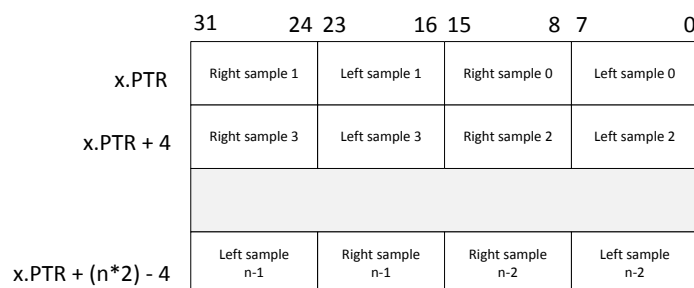 31 24 23 16 15 8 7 0
x.PTR Right sample 1 Left sample 1 Right sample 0 Left sample 0
x.PTR + 4 Right sample 3 Left sample 3 Right sample 2 Left sample 2
x.PTR + (n*2) - 4 Left sample n-1 Right sample n-1 Right sample n-2 Left sample n-2